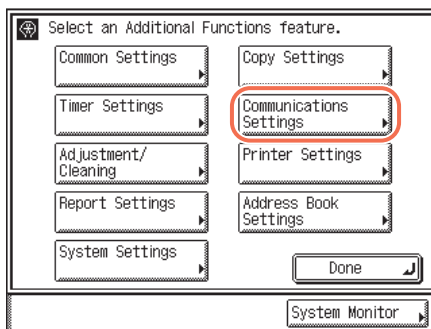 Select an Additional Functions feature.
Common Settings
Copy Settings
Timer Settings
Communications
Settings
Adjustment/
Cleaning
Printer Settings
Report Settings
Address Book
Settings
System Settings
Done
System Monitor